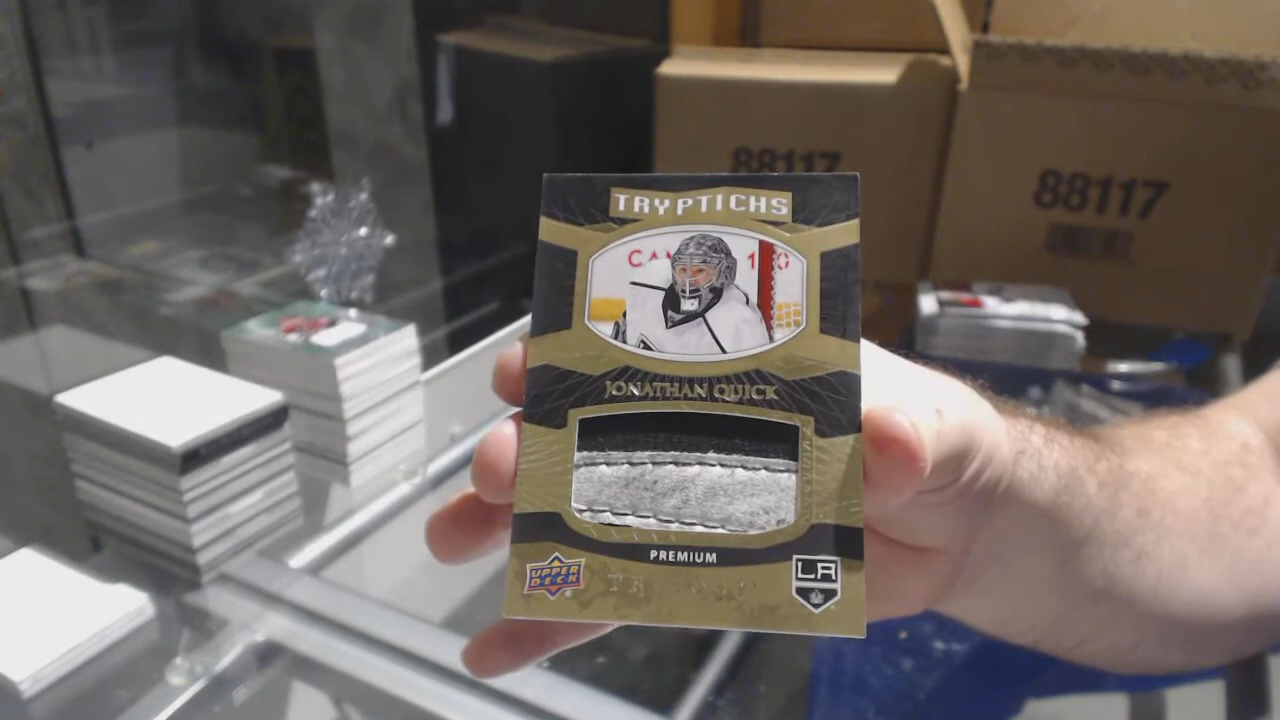 88117
88117
TRYPTICHS
JONATHAN QUICK
PREMIUM
UPPER
DECK
LA